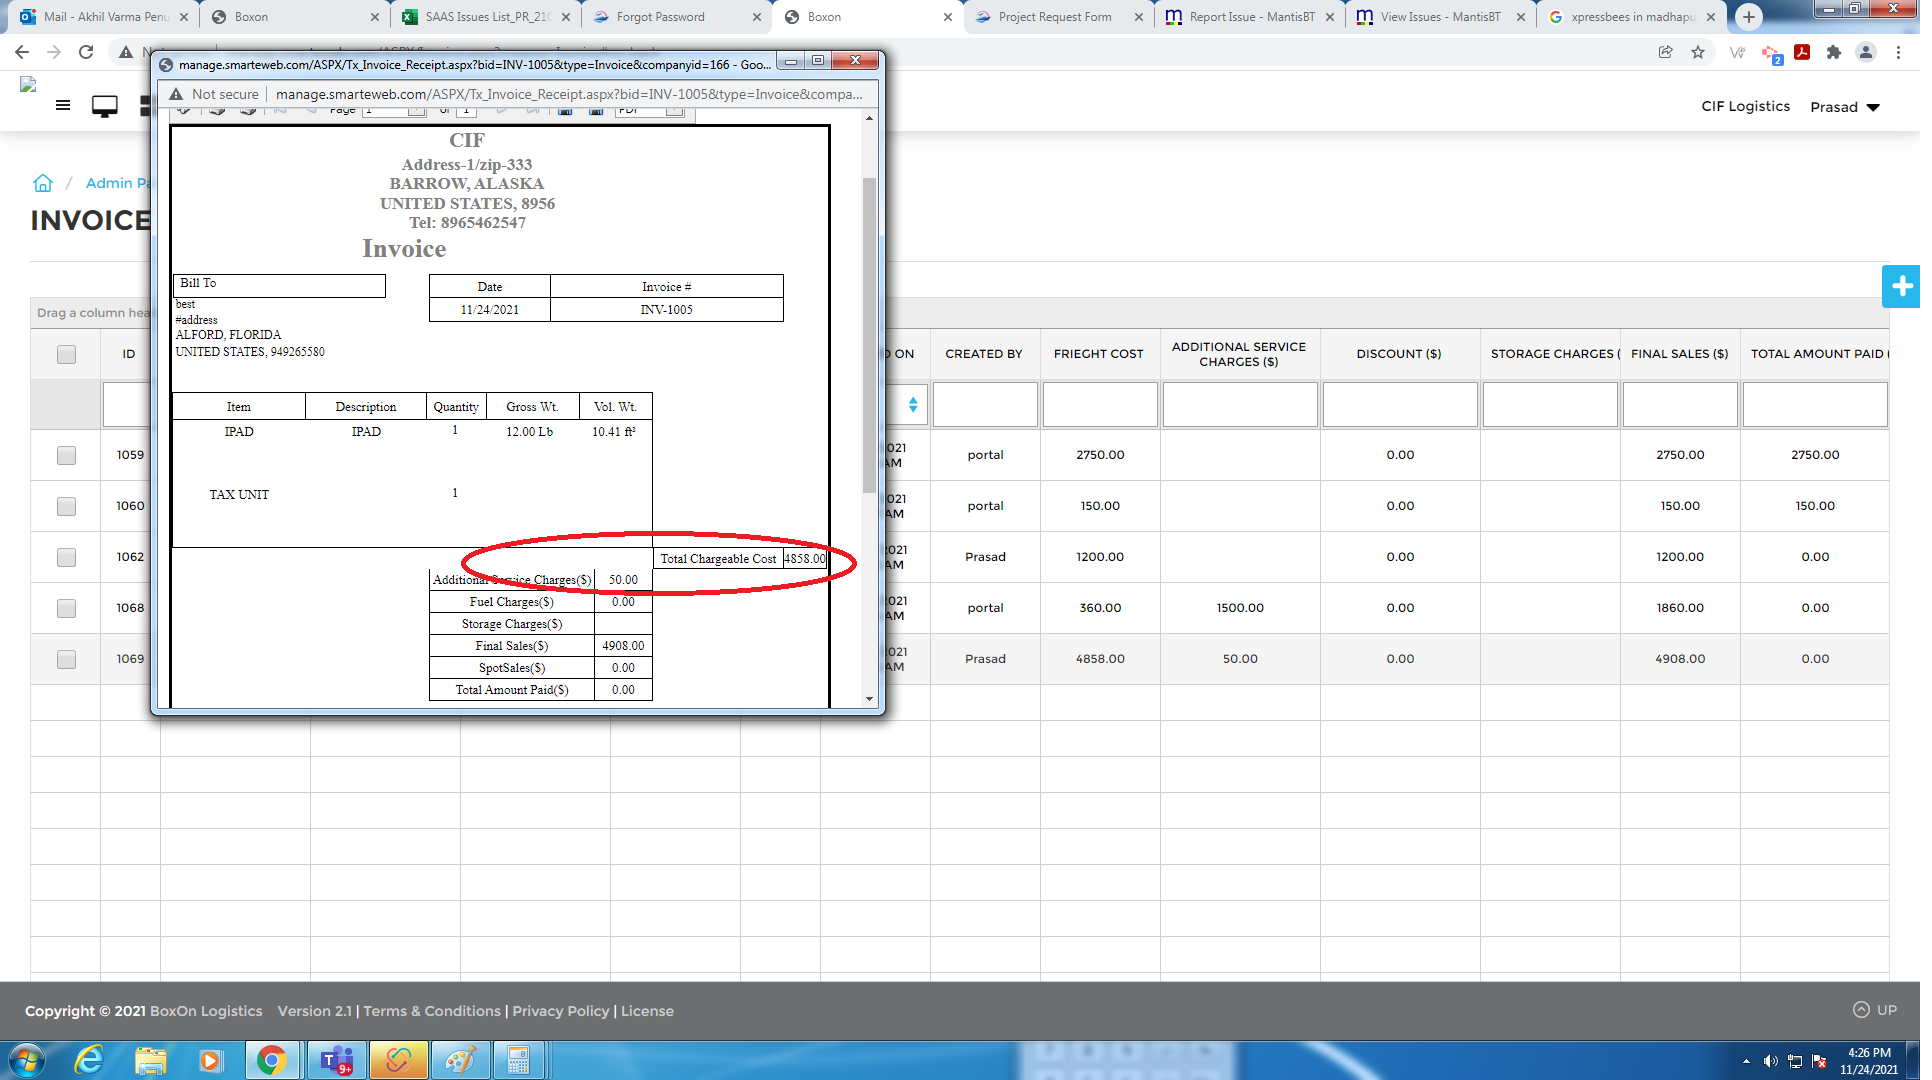 Mail - Akhil Varma Penu
Boxon
SAAS Issues List_PR_21
Forgot Password
Boxon
Project Request Form
Report Issue - MantisBT
View Issues - MantisBT
xpressbees in madhapu
manage.smarteweb.com/ASPX/Tx_Invoice_Receipt.aspx?bid=INV-1005&type=Invoice&companyid=166 - Goo...
Not secure
manage.smarteweb.com/ASPX/Tx_Invoice_Receipt.aspx?bid=INV-1005&type=Invoice&compa...
2
CIF Logistics
Prasad
Page 1 of 1
PDF
Admin Pa
INVOICE
CIF
Address-1/zip-333
BARROW, ALASKA
UNITED STATES, 8956
Tel: 8965462547
Invoice
Bill To
best
#address
ALFORD, FLORIDA
UNITED STATES, 949265580
Date Invoice #
11/24/2021 INV-1005
Item Description Quantity Gross Wt. Vol. Wt.
IPAD IPAD 1 12.00 Lb 10.41 ft³
TAX UNIT 1
Total Chargeable Cost 4858.00
Additional Service Charges($) 50.00
Fuel Charges($) 0.00
Storage Charges($)
Final Sales($) 4908.00
SpotSales($) 0.00
Total Amount Paid($) 0.00
Drag a column hea
ID D ON CREATED BY FRIEGHT COST ADDITIONAL SERVICE CHARGES ($) DISCOUNT ($) STORAGE CHARGES ( FINAL SALES ($) TOTAL AMOUNT PAID (
1059 021 AM portal 2750.00 0.00 2750.00 2750.00
1060 021 AM portal 150.00 0.00 150.00 150.00
1062 021 AM Prasad 1200.00 0.00 1200.00 0.00
1068 021 AM portal 360.00 1500.00 0.00 1860.00 0.00
1069 021 AM Prasad 4858.00 50.00 0.00 4908.00 0.00
Copyright © 2021 BoxOn Logistics Version 2.1 | Terms & Conditions | Privacy Policy | License
UP
9+
4:26 PM
11/24/2021